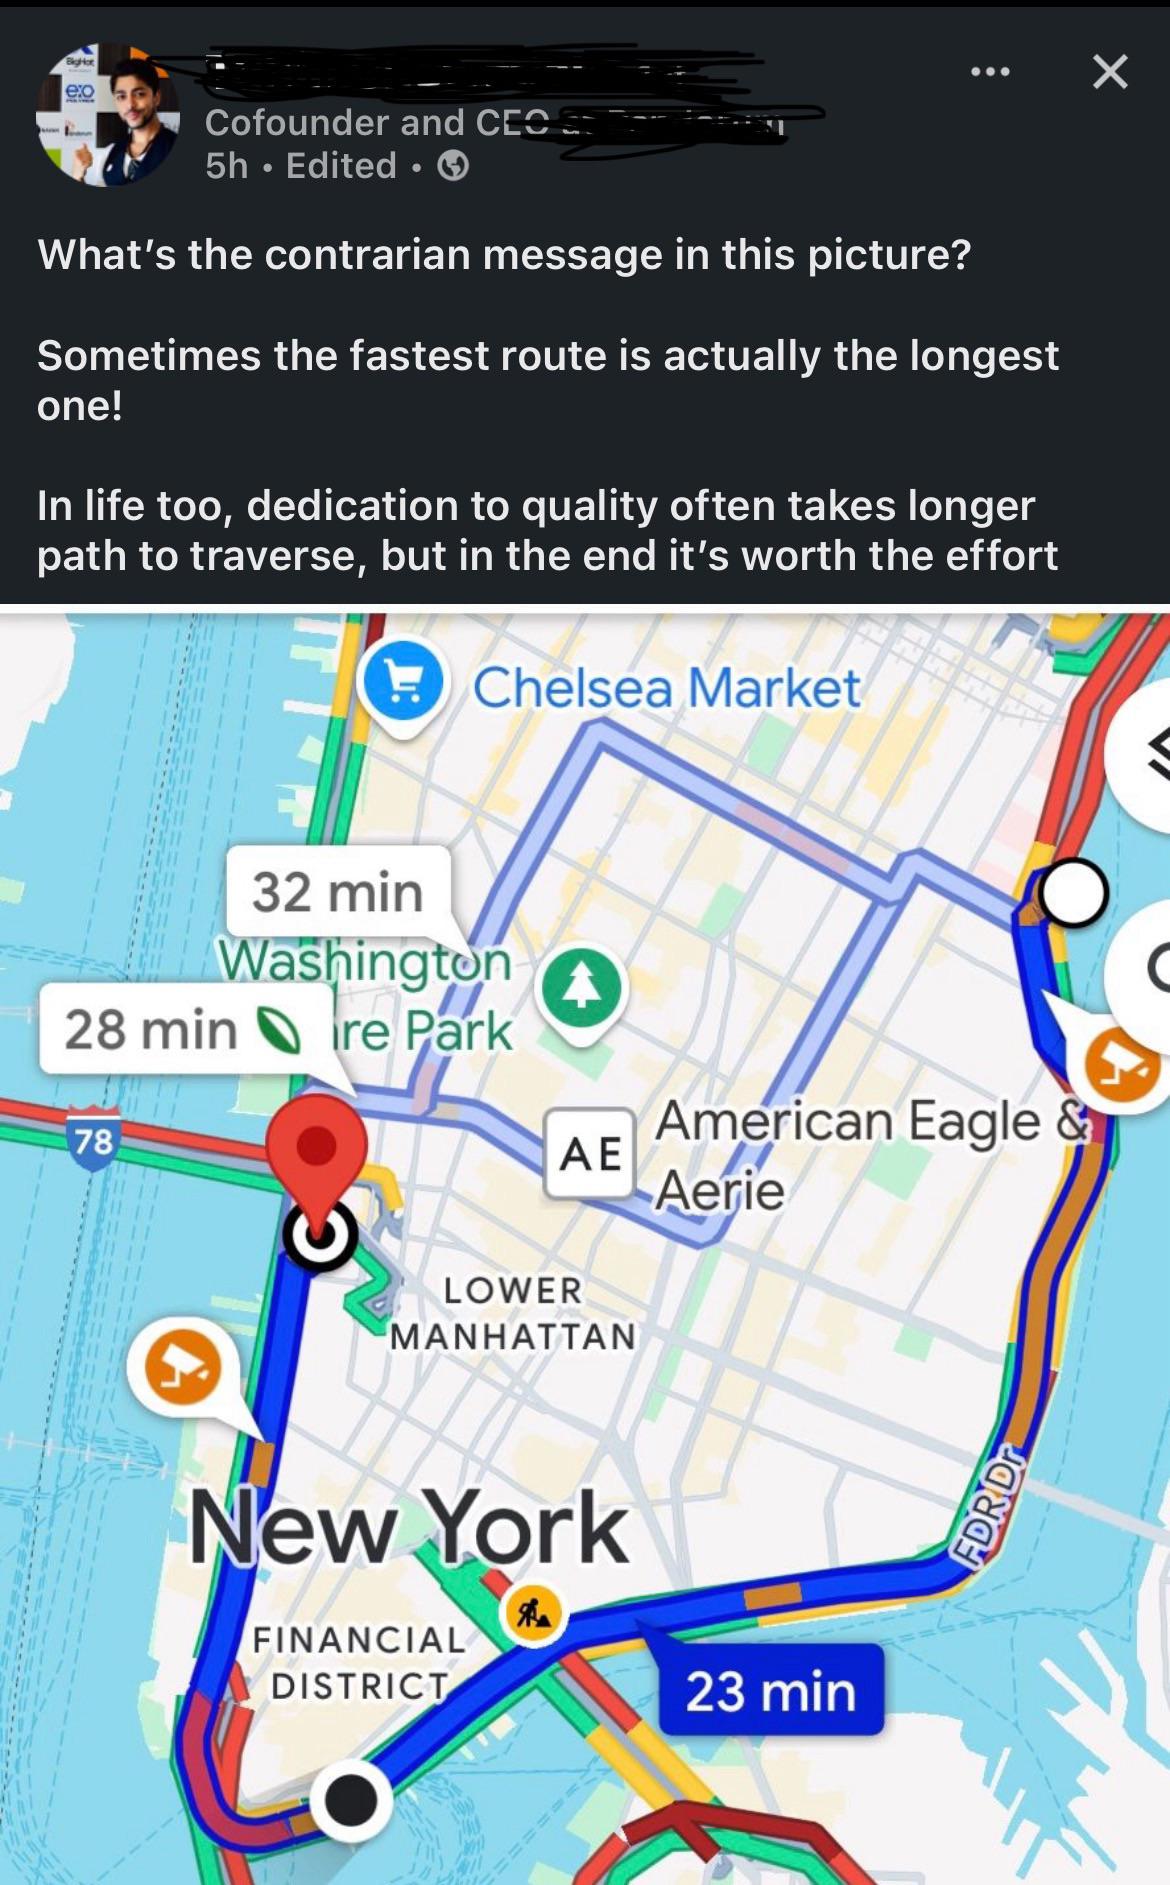 BigHat
Cofounder and CEO
5h • Edited •
What's the contrarian message in this picture?
Sometimes the fastest route is actually the longest
one!
In life too, dedication to quality often takes longer
path to traverse, but in the end it's worth the effort
Chelsea Market
32 min
Washington
28 min
re Park
78
AE
American Eagle &
Aerie
LOWER
MANHATTAN
New York
FDR Dr
FINANCIAL
DISTRICT
23 min